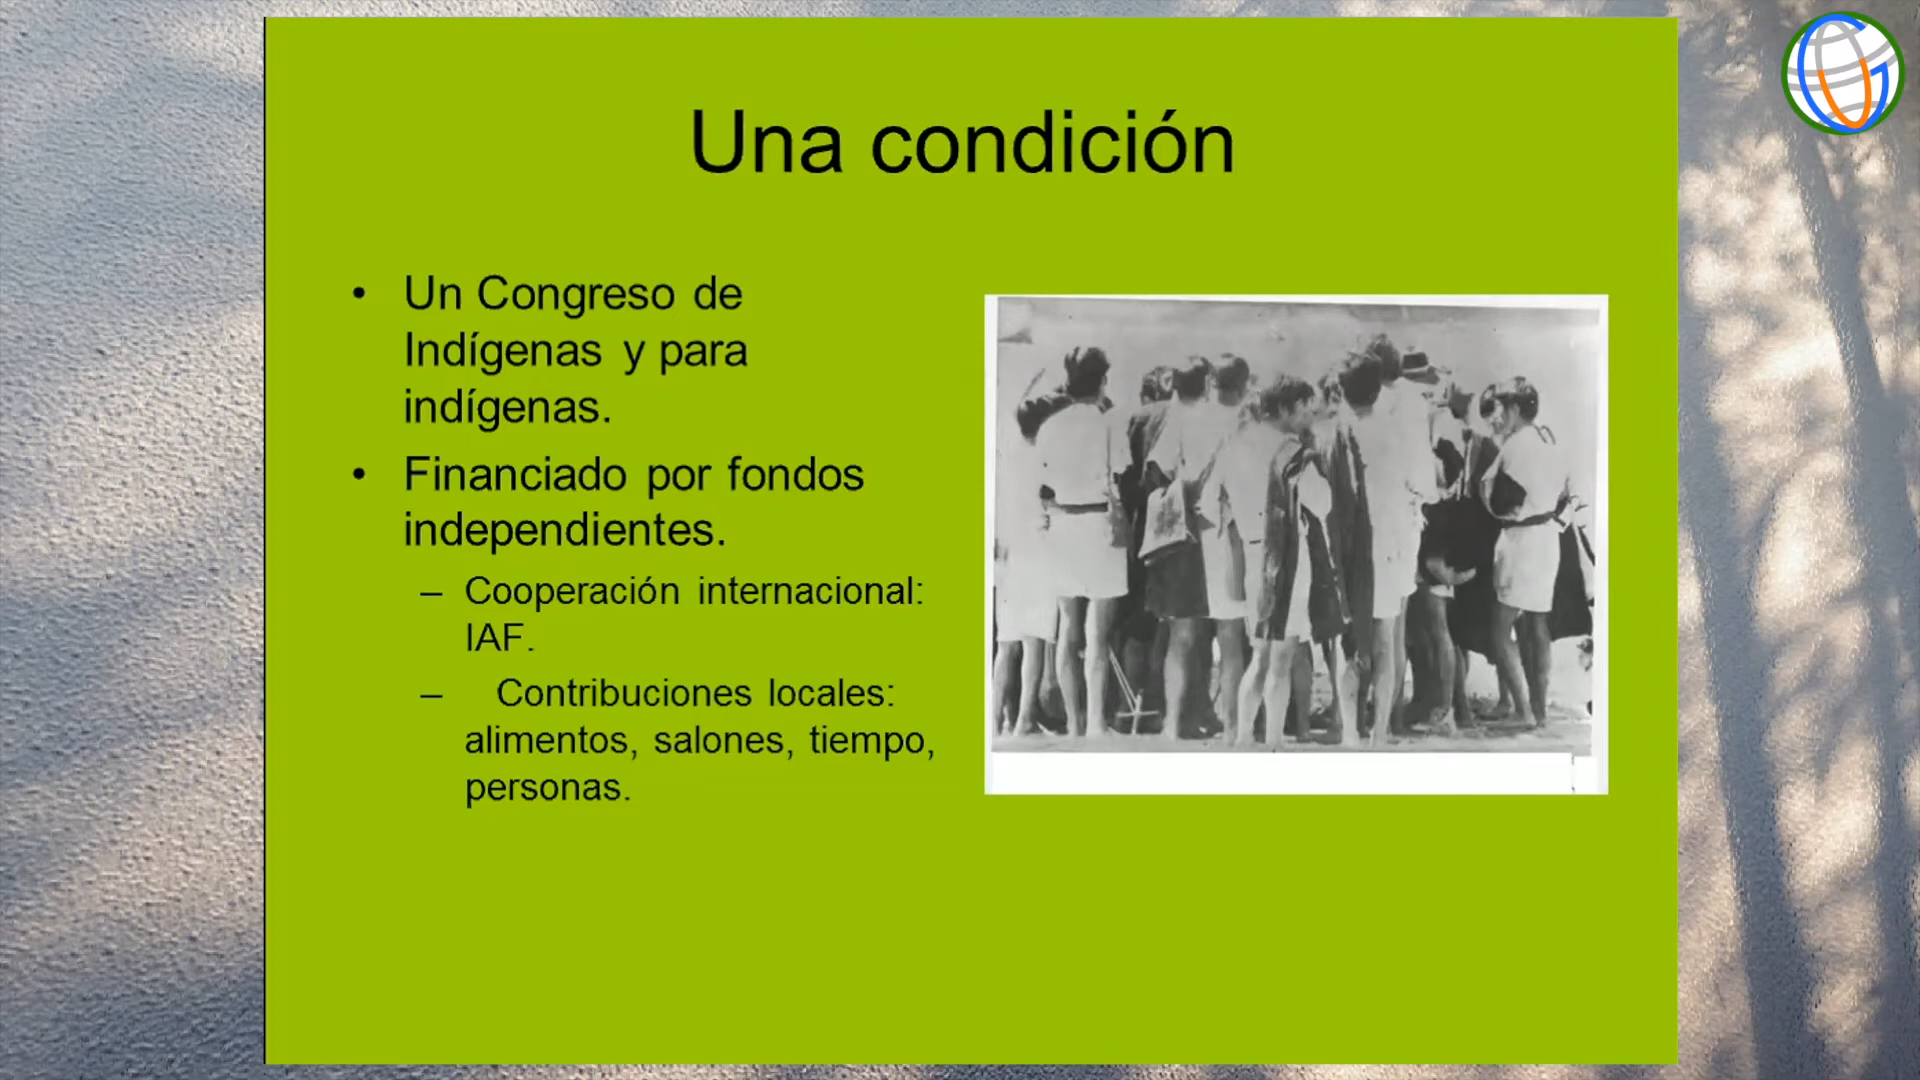 Una condición
• Un Congreso de
Indígenas y para
indígenas.
• Financiado por fondos
independientes.
– Cooperación internacional:
IAF.
– Contribuciones locales:
alimentos, salones, tiempo,
personas.